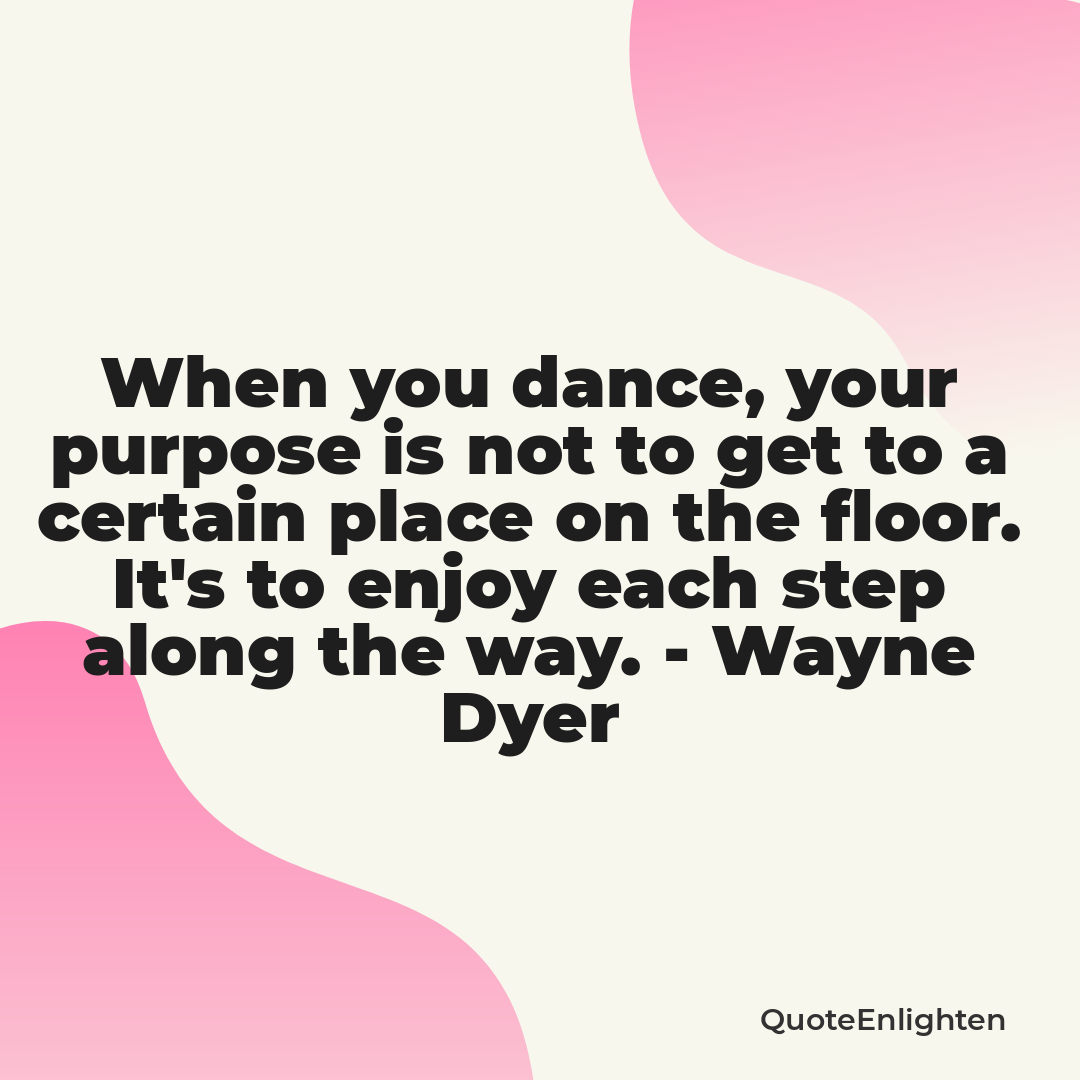 When you dance, your
purpose is not to get to a
certain place on the floor.
It's to enjoy each step
along the way. - Wayne
Dyer
QuoteEnlighten